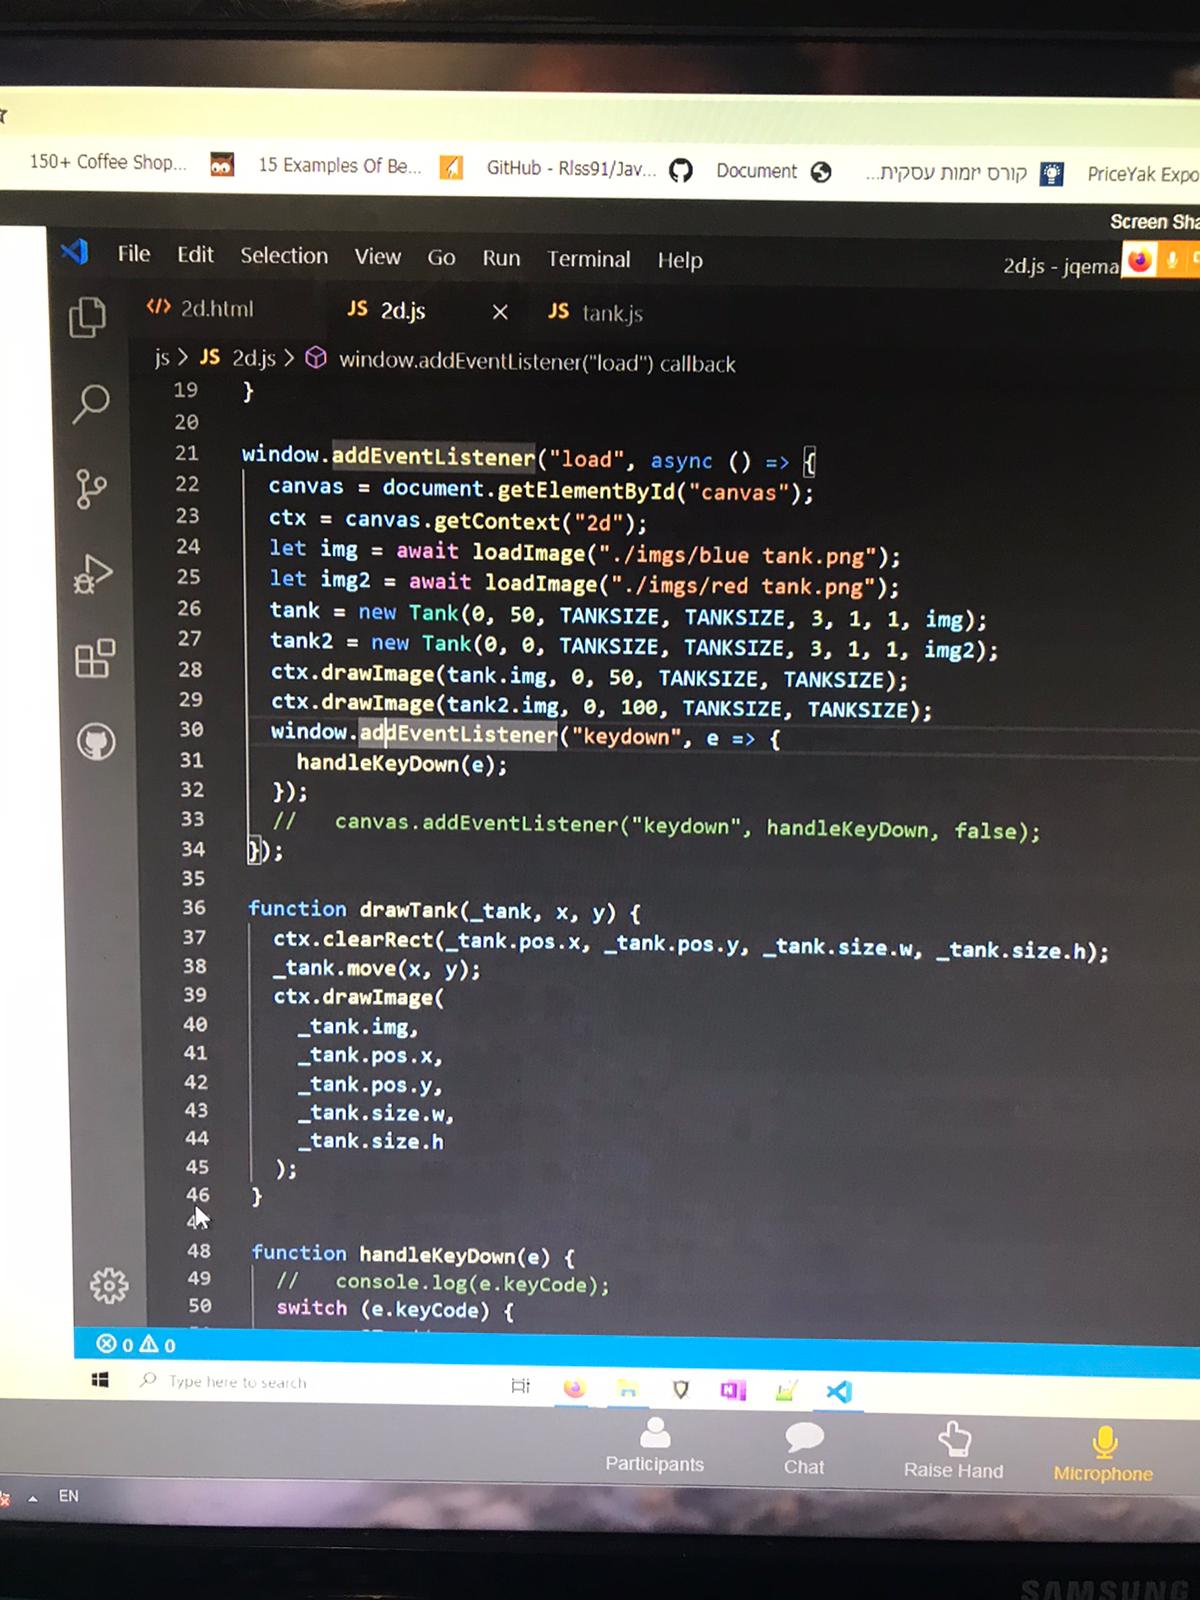 150+ Coffee Shop... 15 Examples Of Be... GitHub - Rlss91/Jav... Document ...קורס יזמות עסקית PriceYak Expo
Screen Sha
File Edit Selection View Go Run Terminal Help 2d.js - jqema
</> 2d.html JS 2d.js × JS tank.js
js > JS 2d.js > window.addEventListener("load") callback
19 }
20
21 window.addEventListener("load", async () => {
22 canvas = document.getElementById("canvas");
23 ctx = canvas.getContext("2d");
24 let img = await loadImage("./imgs/blue tank.png");
25 let img2 = await loadImage("./imgs/red tank.png");
26 tank = new Tank(0, 50, TANKSIZE, TANKSIZE, 3, 1, 1, img);
27 tank2 = new Tank(0, 0, TANKSIZE, TANKSIZE, 3, 1, 1, img2);
28 ctx.drawImage(tank.img, 0, 50, TANKSIZE, TANKSIZE);
29 ctx.drawImage(tank2.img, 0, 100, TANKSIZE, TANKSIZE);
30 window.addEventListener("keydown", e => {
31 handleKeyDown(e);
32 });
33 // canvas.addEventListener("keydown", handleKeyDown, false);
34 });
35
36 function drawTank(_tank, x, y) {
37 ctx.clearRect(_tank.pos.x, _tank.pos.y, _tank.size.w, _tank.size.h);
38 _tank.move(x, y);
39 ctx.drawImage(
40 _tank.img,
41 _tank.pos.x,
42 _tank.pos.y,
43 _tank.size.w,
44 _tank.size.h
45 );
46 }
48 function handleKeyDown(e) {
49 // console.log(e.keyCode);
50 switch (e.keyCode) {
0 0
Type here to search
Participants Chat Raise Hand Microphone
EN
SAMSUNG